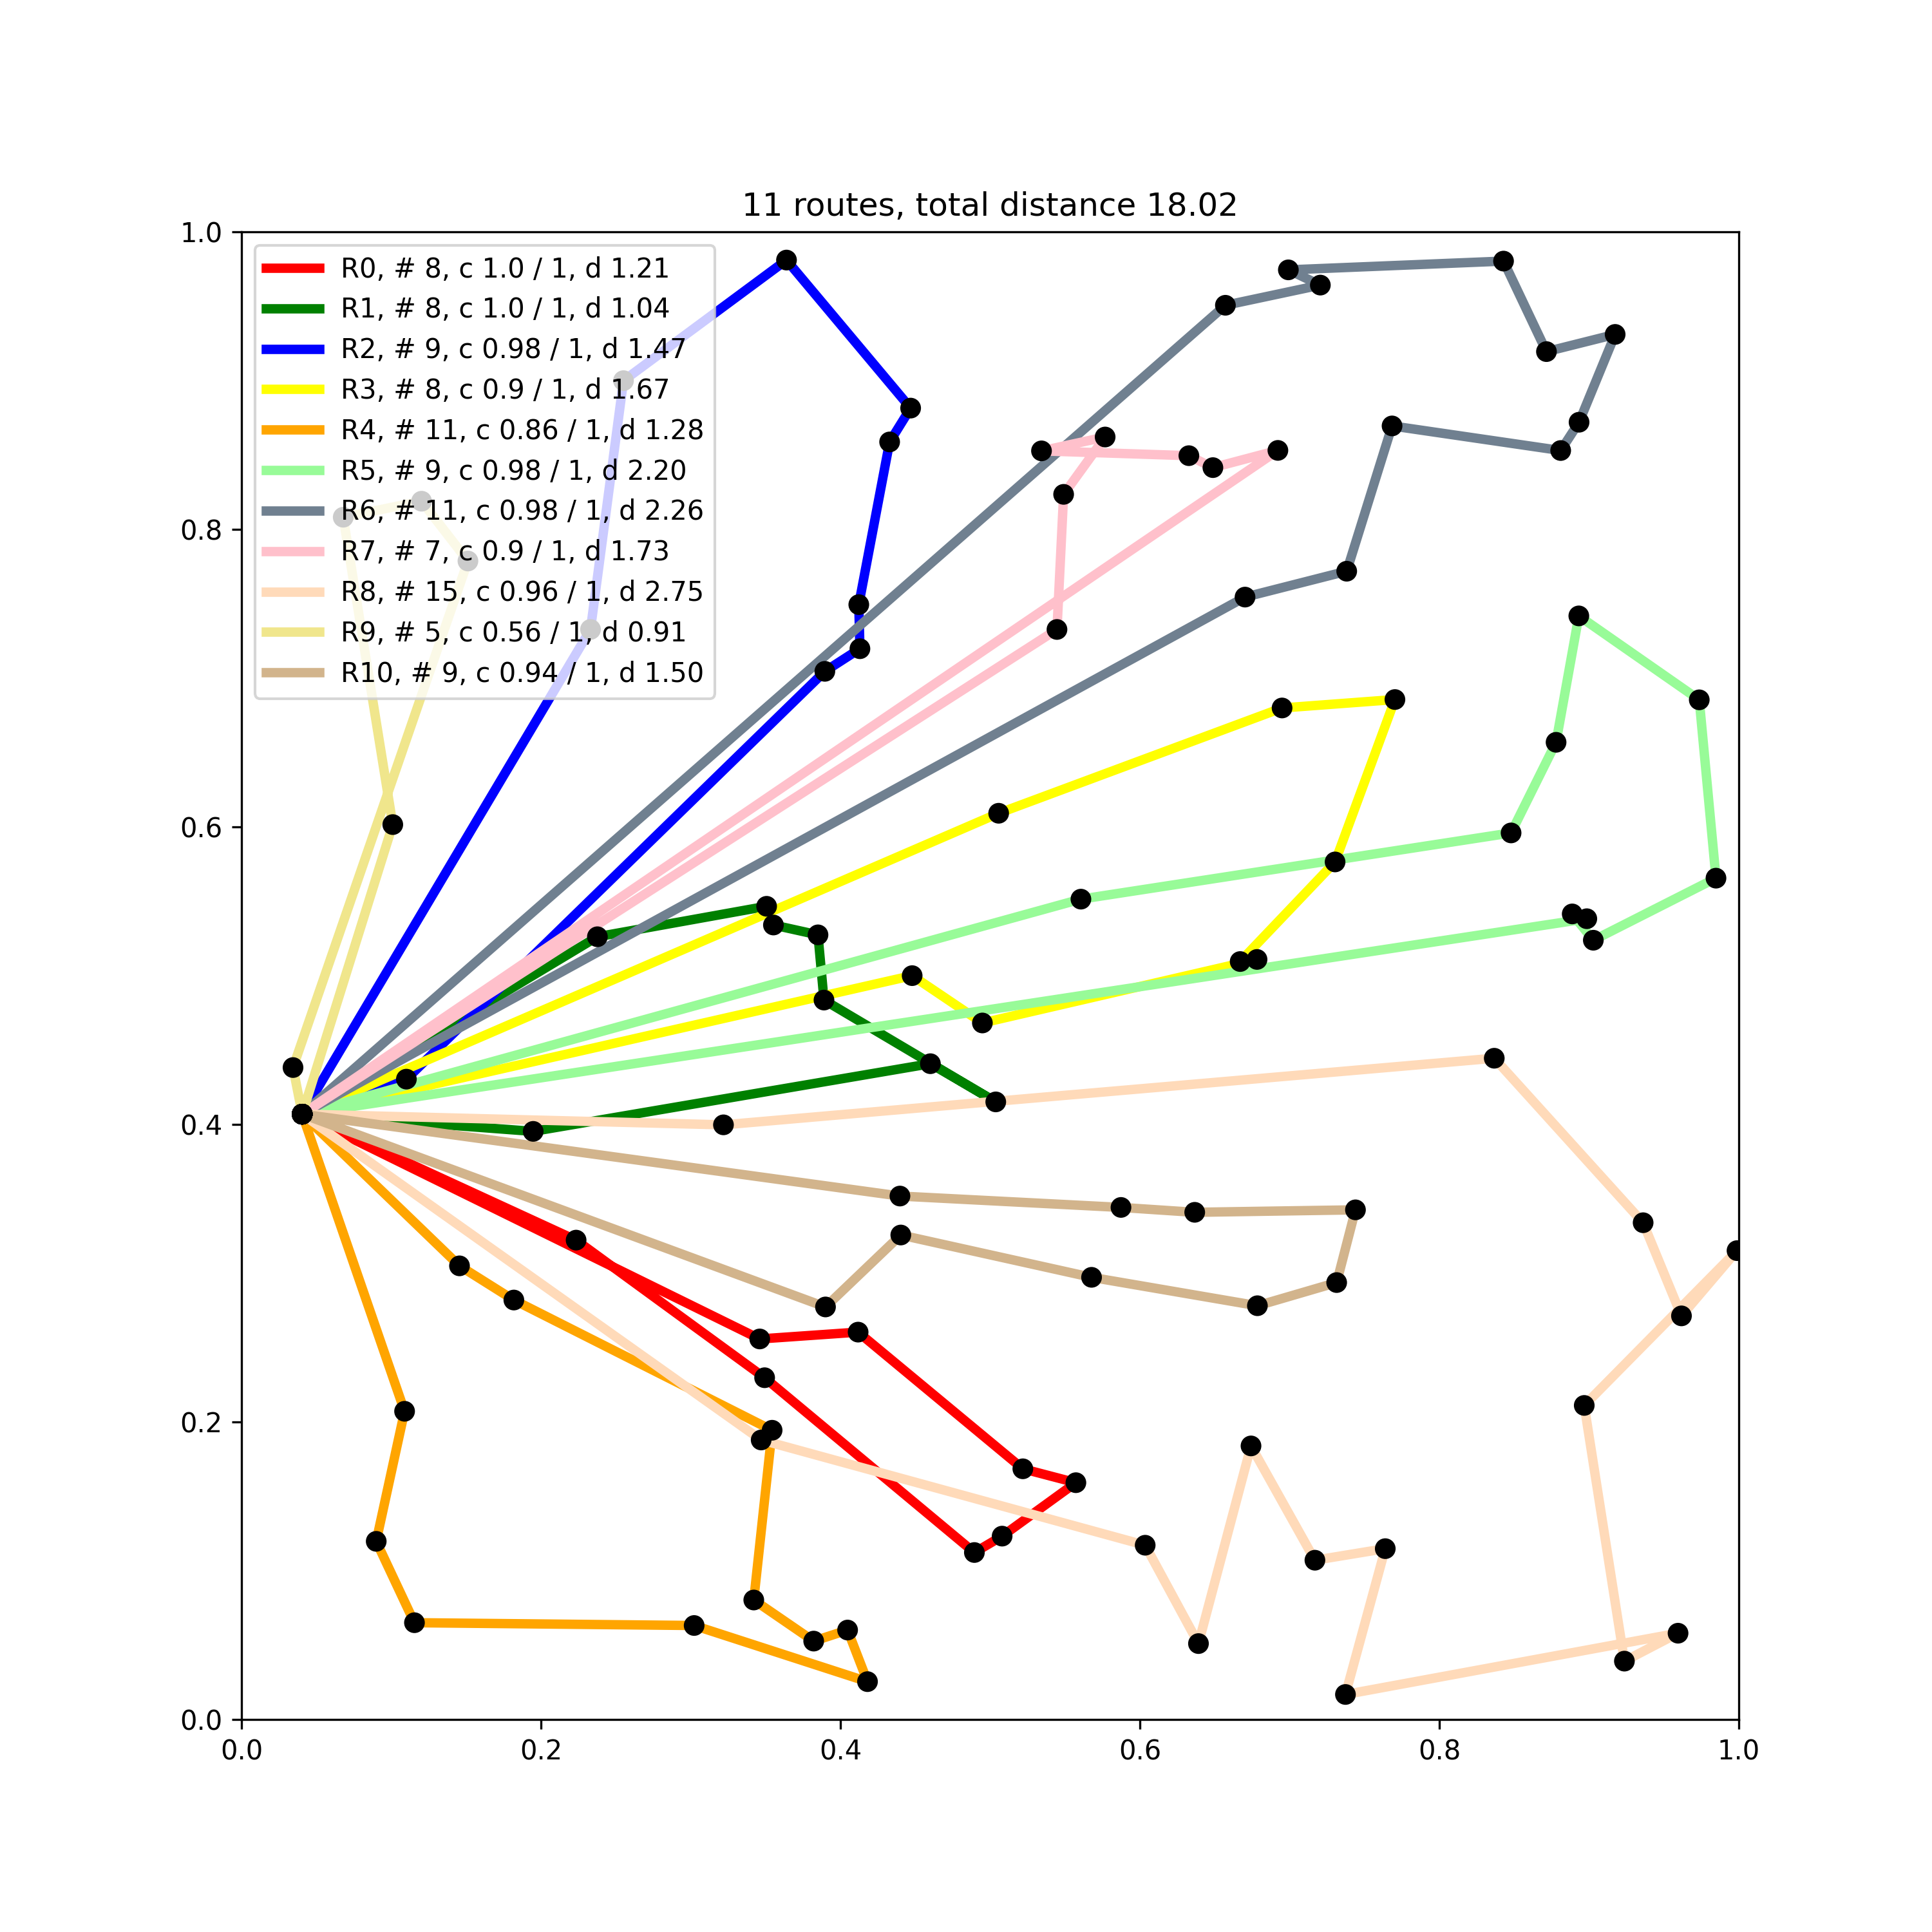 11 routes, total distance 18.02
1.0
R0, # 8, c 1.0 / 1, d 1.21
R1, # 8, c 1.0 / 1, d 1.04
R2, # 9, c 0.98 / 1, d 1.47
R3, # 8, c 0.9 / 1, d 1.67
R4, # 11, c 0.86 / 1, d 1.28
R5, # 9, c 0.98 / 1, d 2.20
R6, # 11, c 0.98 / 1, d 2.26
0.8
R7, # 7, c 0.9 / 1, d 1.73
R8, # 15, c 0.96 / 1, d 2.75
R9, # 5, c 0.56 / 1, d 0.91
R10, # 9, c 0.94 / 1, d 1.50
0.6
0.4
0.2
0.0
0.0 0.2 0.4 0.6 0.8 1.0